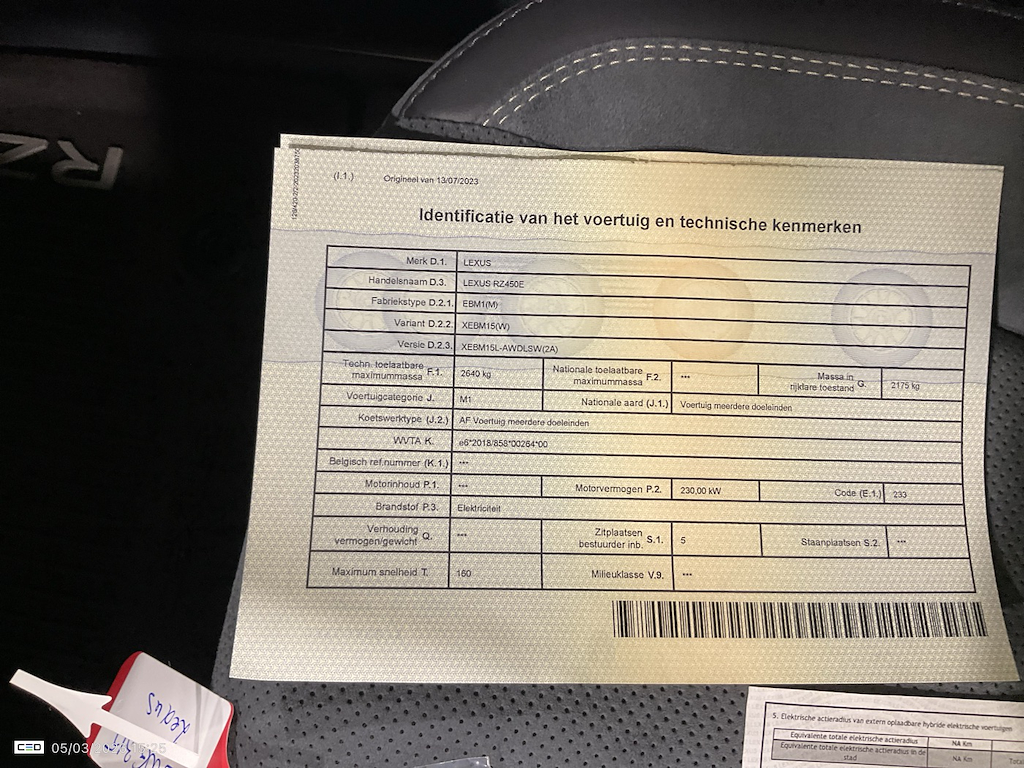 RZ
(I.1.) Origineel van 13/07/2023
Identificatie van het voertuig en technische kenmerken
Merk D.1. LEXUS
Handelsnaam D.3. LEXUS RZ450E
Fabriekstype D.2.1. EBM1(M)
Variant D.2.2. XEBM15(W)
Versie D.2.3. XEBM15L-AWDLSW(2A)
Techn. toelaatbare maximummassa F.1. 2640 kg Nationale toelaatbare maximummassa F.2. *** Massa in rijklare toestand G. 2175 kg
Voertuigcategorie J. M1 Nationale aard (J.1.) Voertuig meerdere doeleinden
Koetswerktype (J.2.) AF Voertuig meerdere doeleinden
WVTA K. e6*2018/858*00264*00
Belgisch ref.nummer (K.1.) ***
Motorinhoud P.1. *** Motorvermogen P.2. 230,00 kW Code (E.1.) 233
Brandstof P.3. Elektriciteit
Verhouding vermogen/gewicht Q. *** Zitplaatsen bestuurder inb. S.1. 5 Staanplaatsen S.2. ***
Maximum snelheid T. 160 Milieuklasse V.9. ***
Lexus
5. Elektrische actieradius van extern oplaadbare hybride elektrische voertuigen
Equivalente totale elektrische actieradius NA Km
Equivalente totale elektrische actieradius in de stad NA Km
CED 05/03